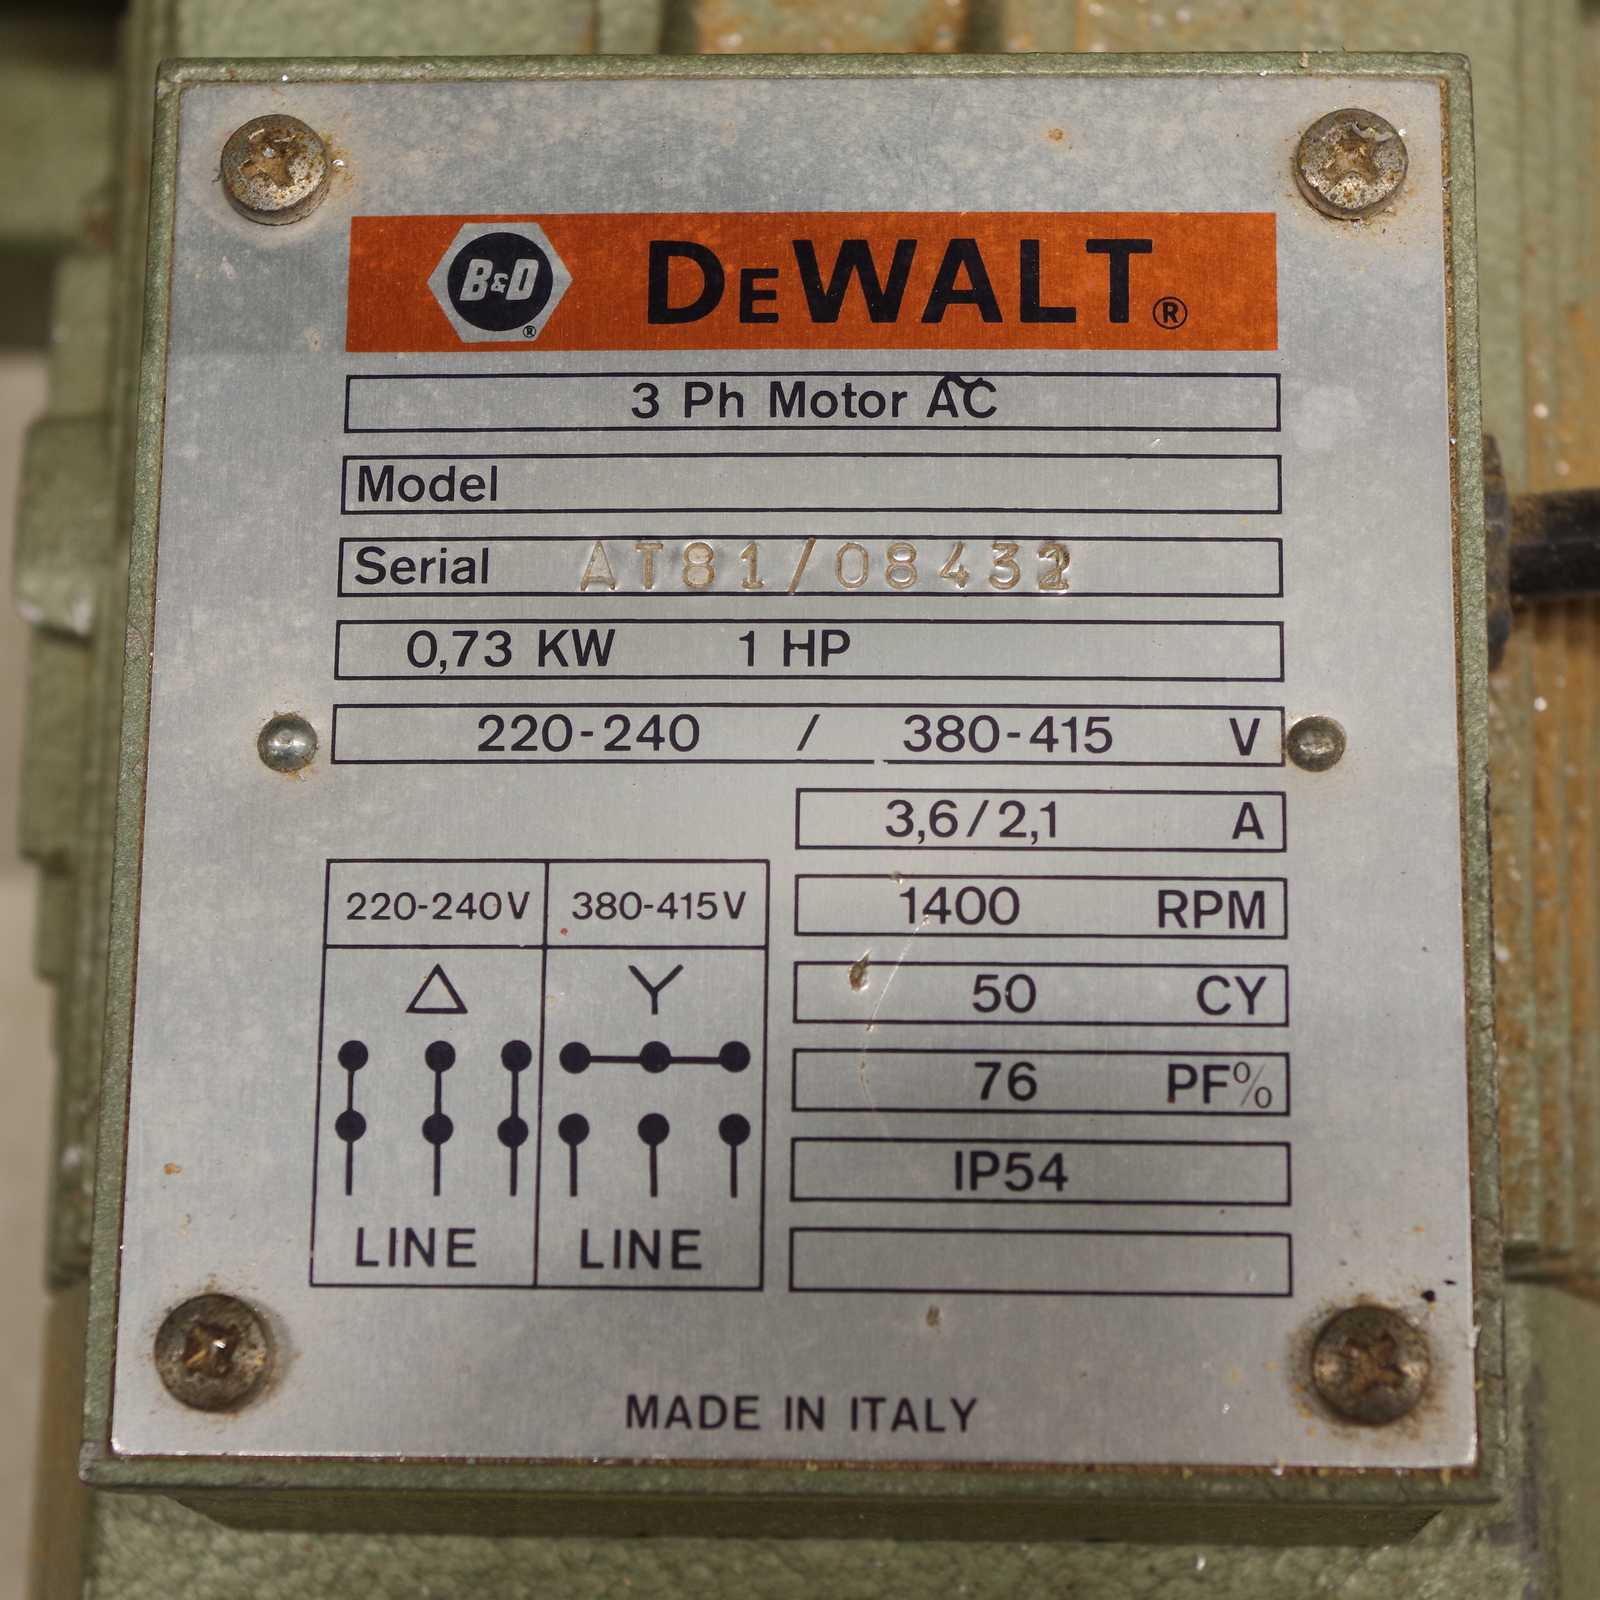 B&D ® DEWALT ®
3 Ph Motor AC
Model
Serial AT81/08432
0,73 KW 1 HP
220-240 / 380-415 V
3,6/2,1 A
1400 RPM
50 CY
76 PF%
IP54
220-240V 380-415V
Δ Y
LINE LINE
MADE IN ITALY